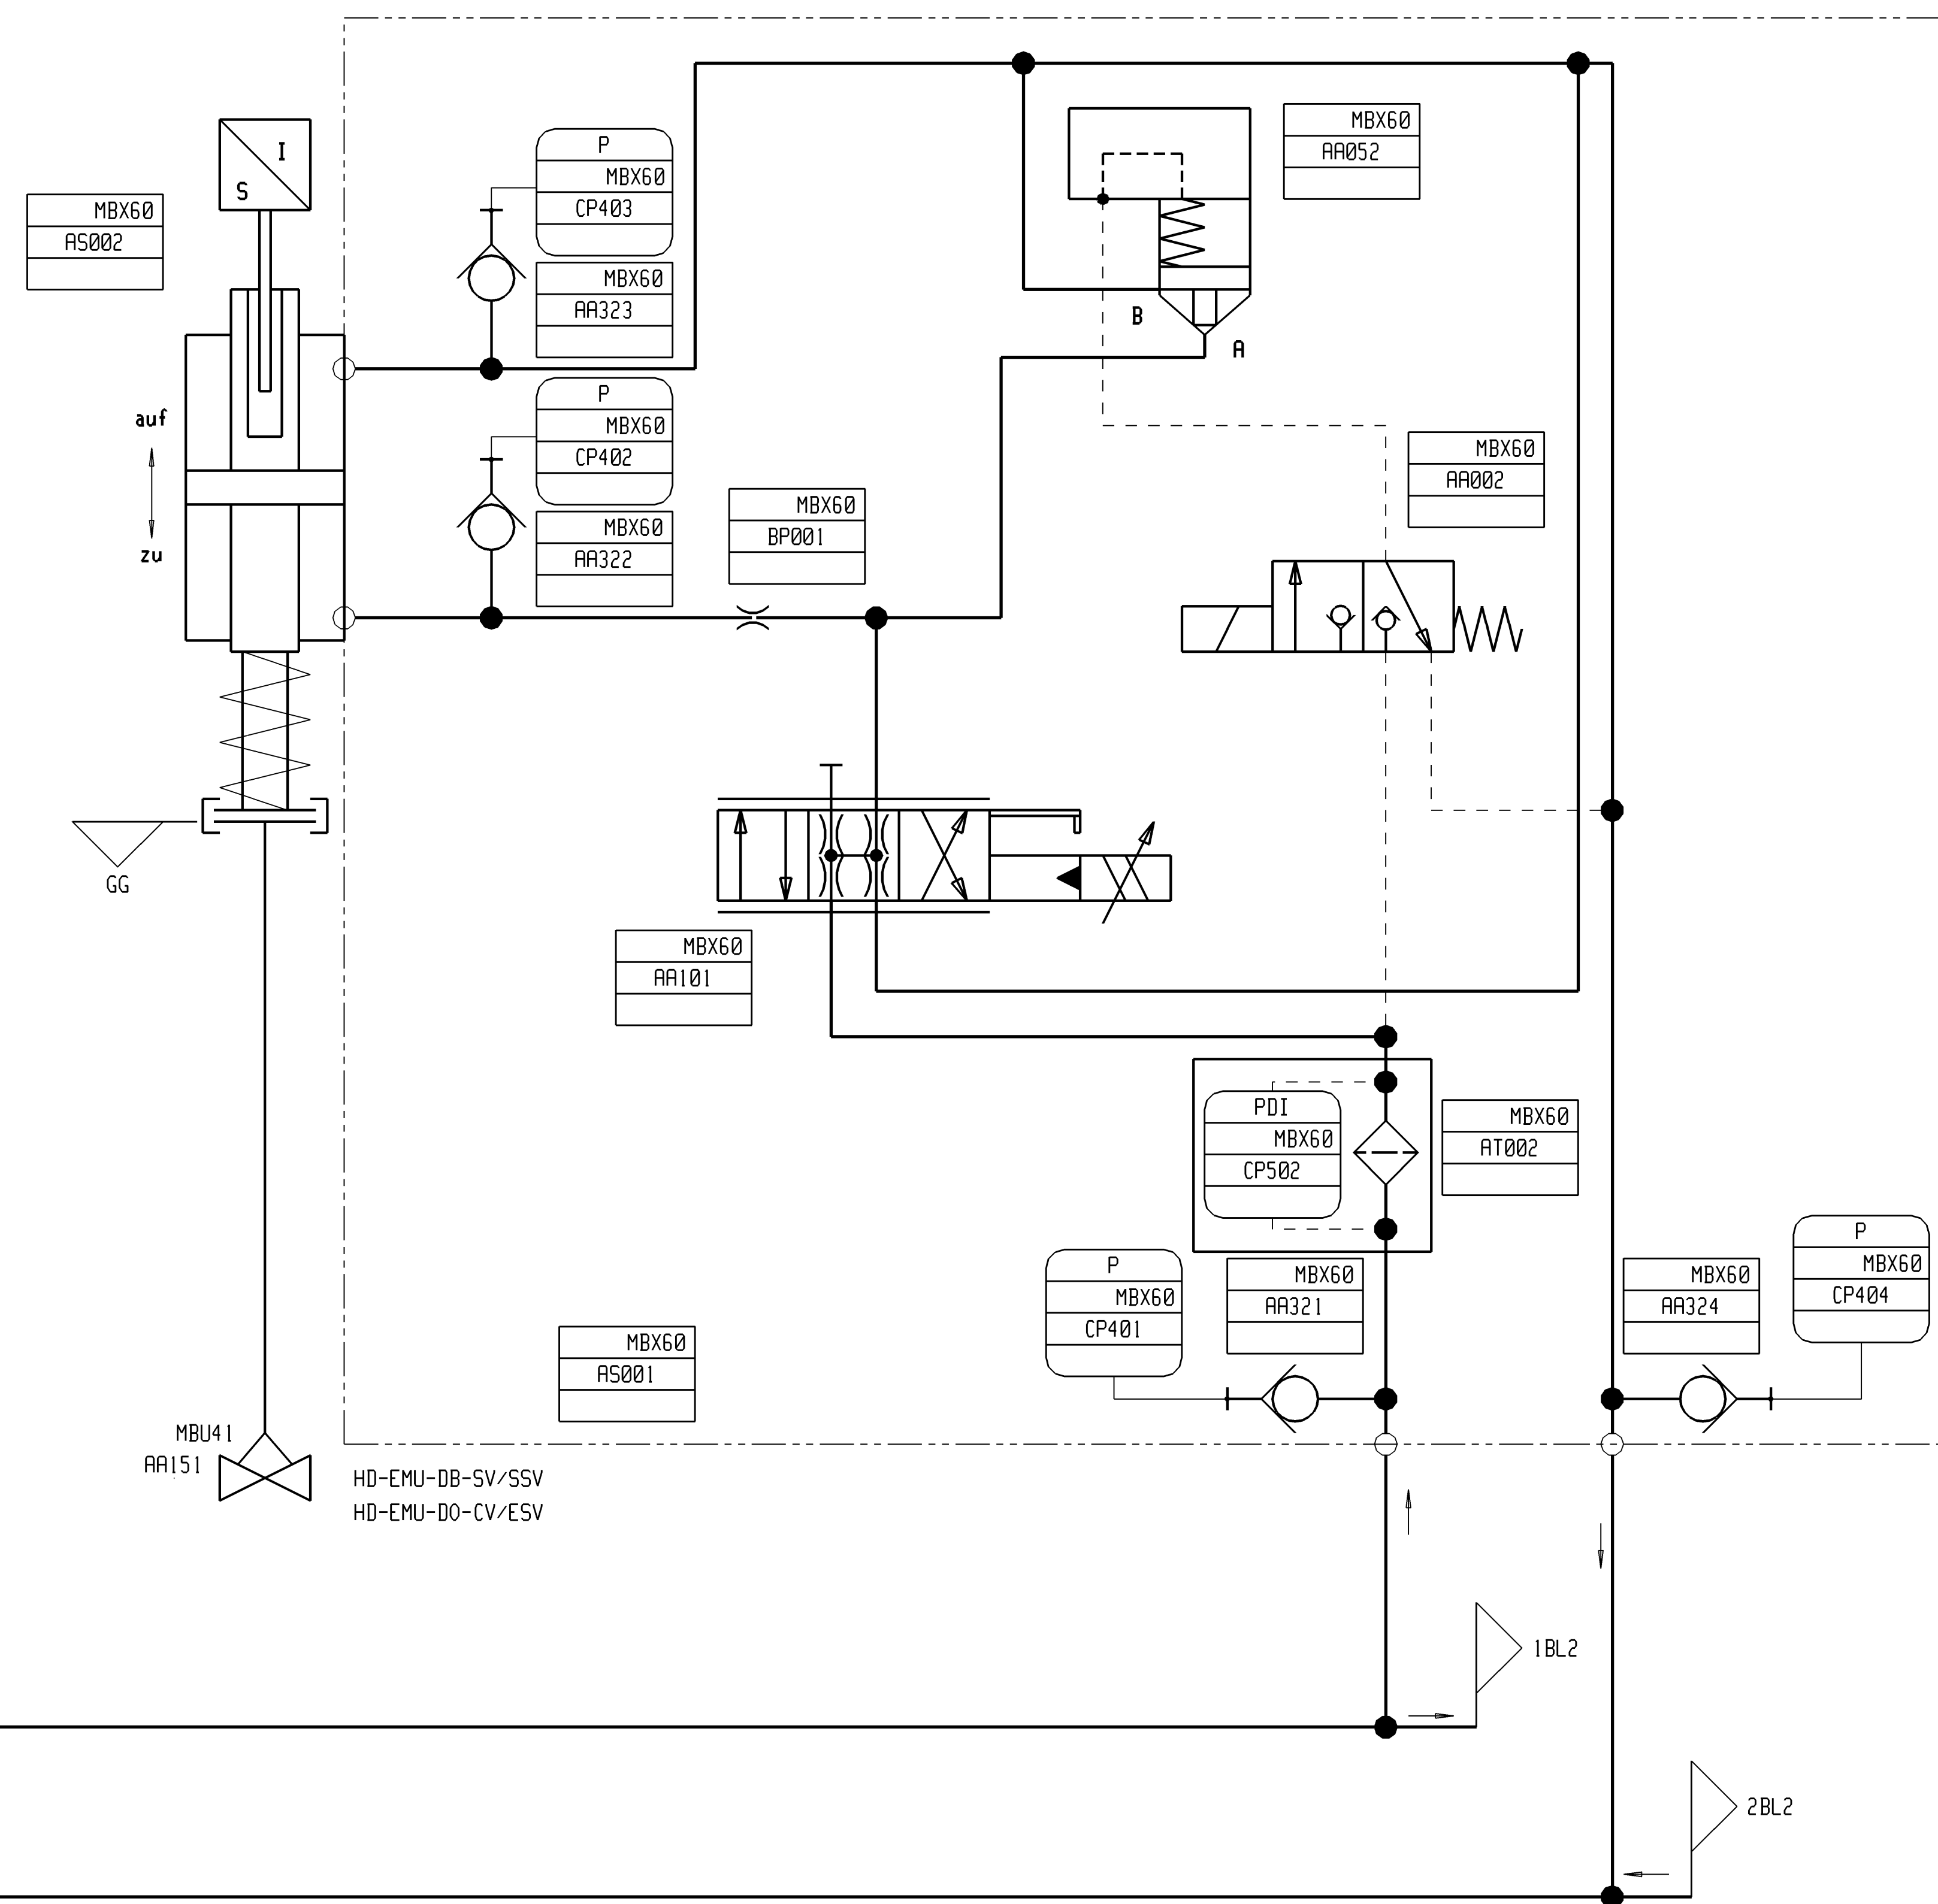 MBX60
AA052
P
MBX60
CP403
I
S
MBX60
AS002
MBX60
AA323
B
A
P
MBX60
CP402
auf
MBX60
AA002
MBX60
BP001
MBX60
AA322
zu
GG
MBX60
AA101
PDI
MBX60
CP502
MBX60
AT002
P
MBX60
CP401
MBX60
AA321
MBX60
AA324
P
MBX60
CP404
MBX60
AS001
MBU41
AA151
HD-EMU-DB-SV/SSV
HD-EMU-DO-CV/ESV
1BL2
2BL2